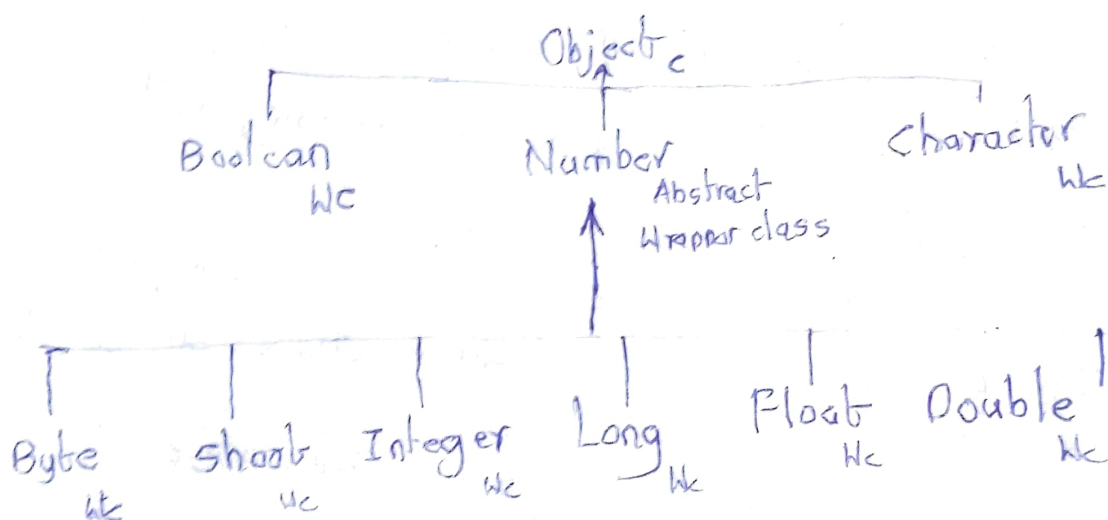 Object c
Boolean
WC
Number
Abstract
Wrapper class
Character
Wc
Byte
Wc
Short
Wc
Integer
Wc
Long
Wc
Float
Wc
Double
Wc